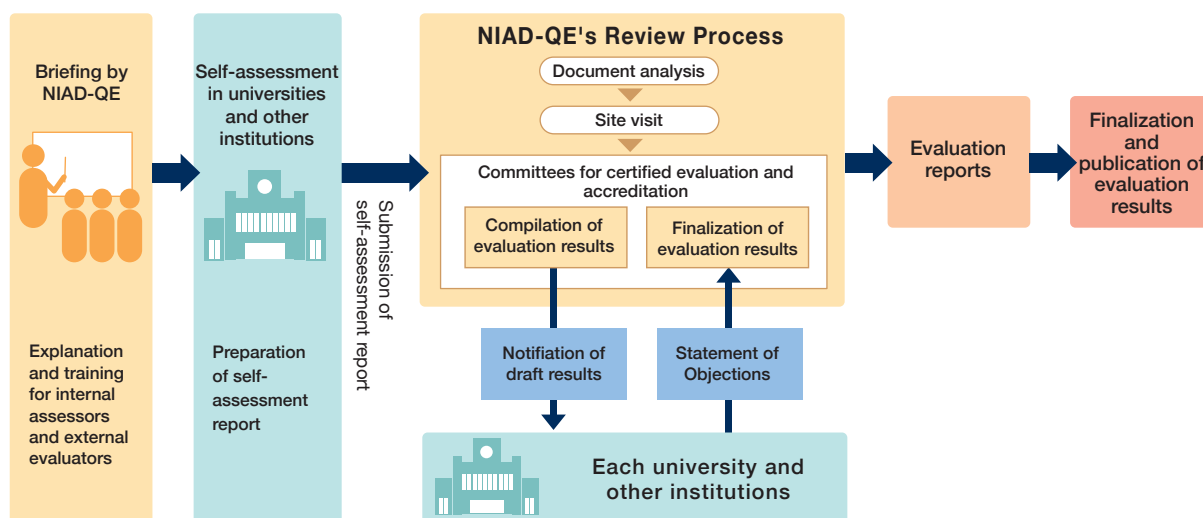 Briefing by
NIAD-QE
Explanation
and training
for internal
assessors
and external
evaluators
Self-assessment
in universities
and other
institutions
Preparation
of self-
assessment
report
Submission of
self-assessment report
NIAD-QE's Review Process
Document analysis
Site visit
Committees for certified evaluation and
accreditation
Compilation of
evaluation results
Finalization of
evaluation results
Notifiation of
draft results
Statement of
Objections
Each university and
other institutions
Evaluation
reports
Finalization
and
publication of
evaluation
results